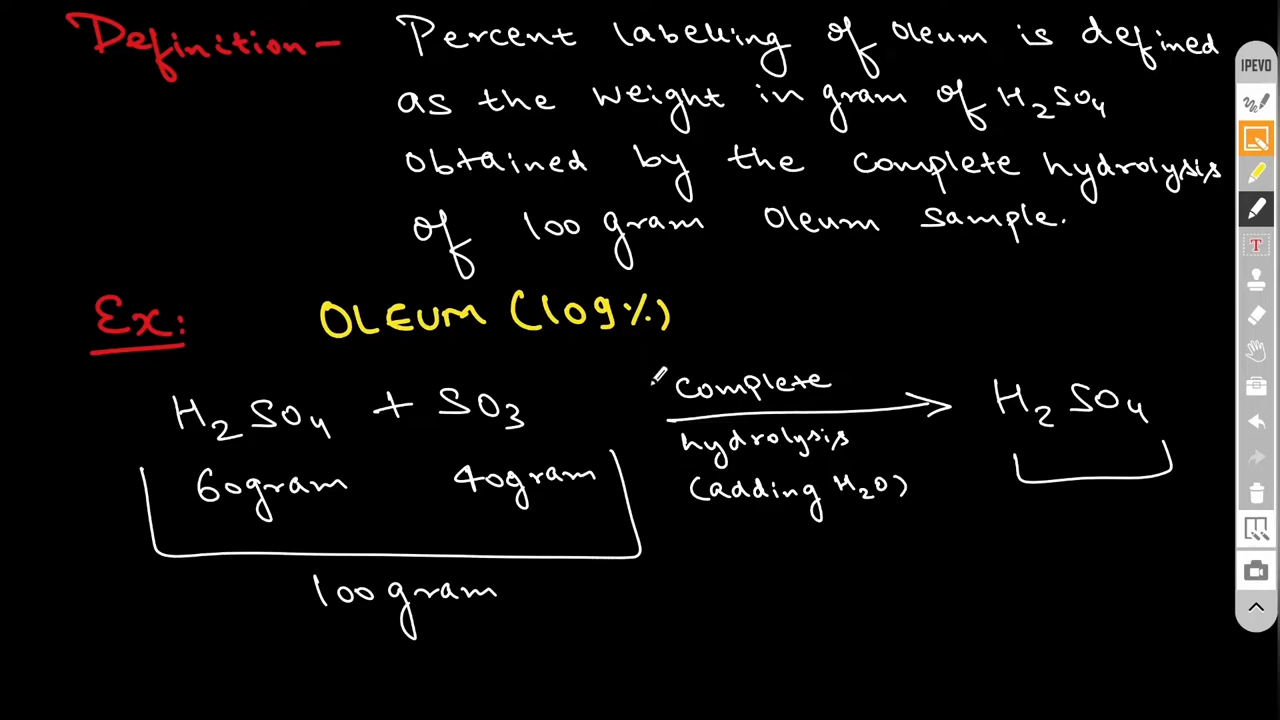 Definition - Percent labelling of Oleum is defined
as the weight in gram of H₂SO₄
obtained by the complete hydrolysis
of 100 gram Oleum sample.
Ex: OLEUM (109%)
H₂SO₄ + SO₃ complete H₂SO₄
hydrolysis
60gram 40gram (adding H₂O)
100 gram
IPEVO
T